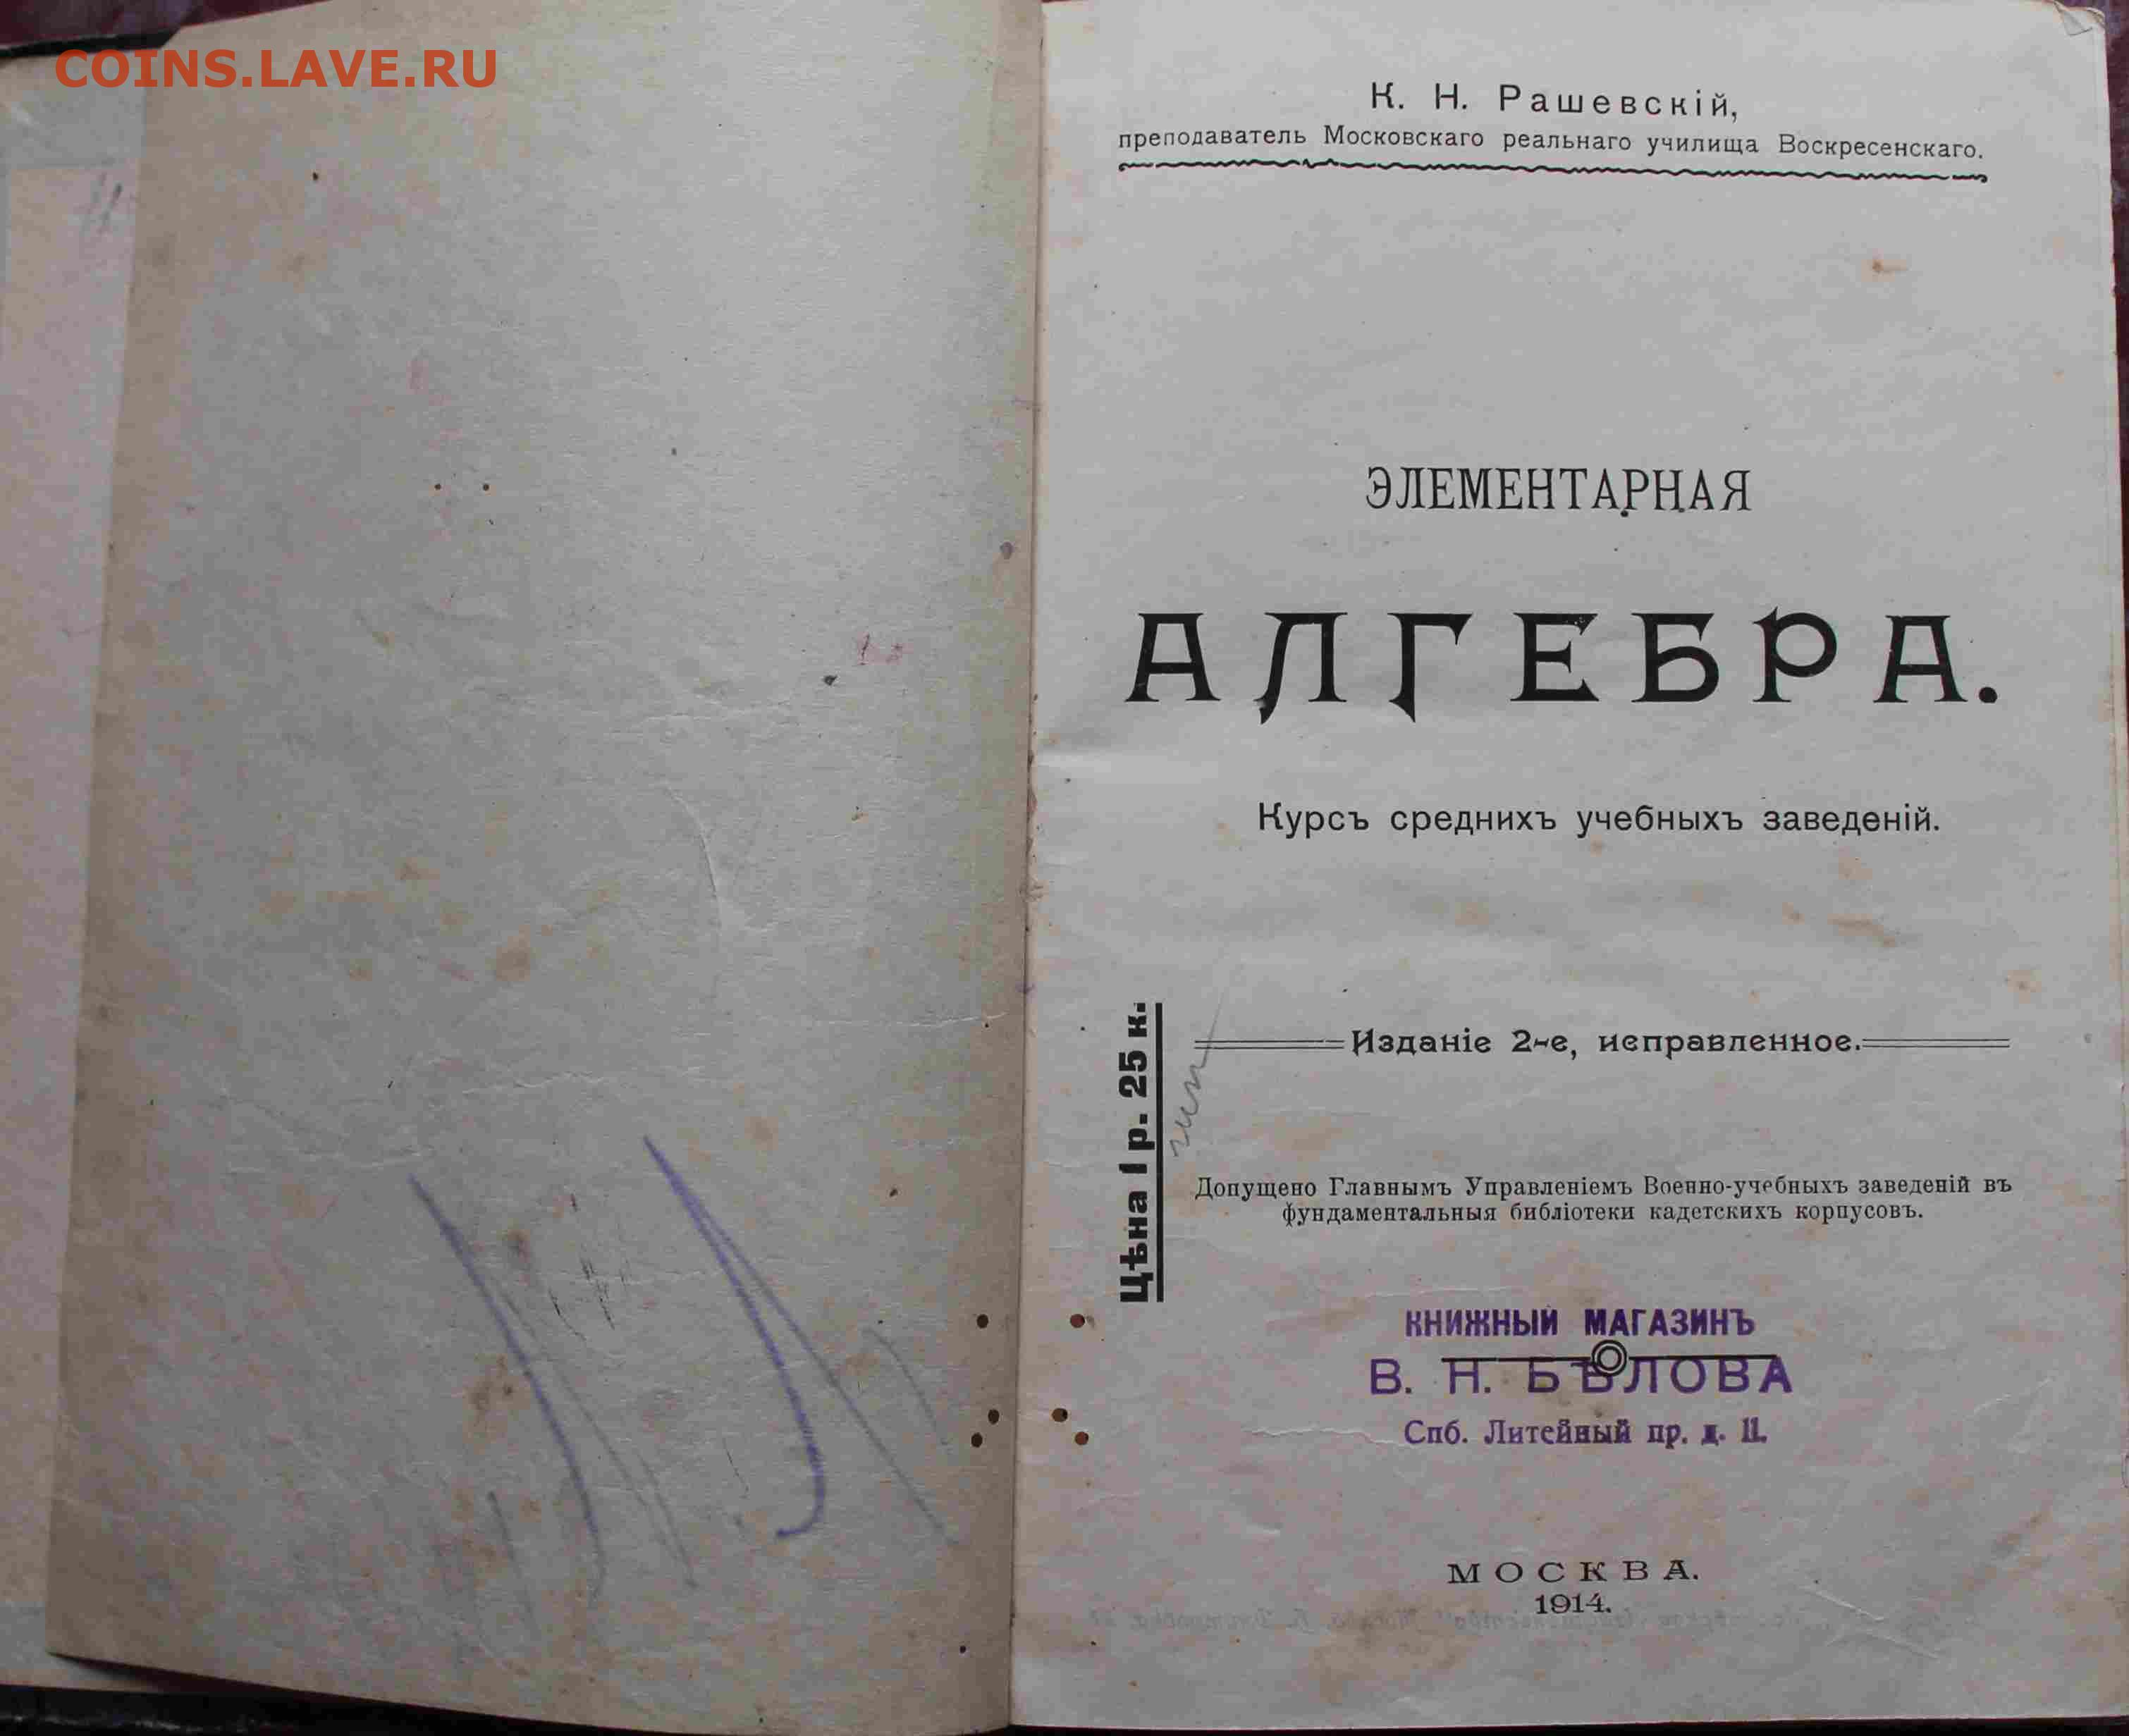 COINS.LAVE.RU
К. Н. Рашевскій,
преподаватель Московскаго реальнаго училища Воскресенскаго.
ЭЛЕМЕНТАРНАЯ
АЛГЕБРА.
Курсъ среднихъ учебныхъ заведеній.
Цѣна 1 р. 25 к.
Изданіе 2-е, исправленное.
Допущено Главнымъ Управленіемъ Военно-учебныхъ заведеній въ
фундаментальныя библіотеки кадетскихъ корпусовъ.
КНИЖНЫЙ МАГАЗИНЪ
В. Н. БѢЛОВА
Спб. Литейный пр. д. 11.
МОСКВА.
1914.